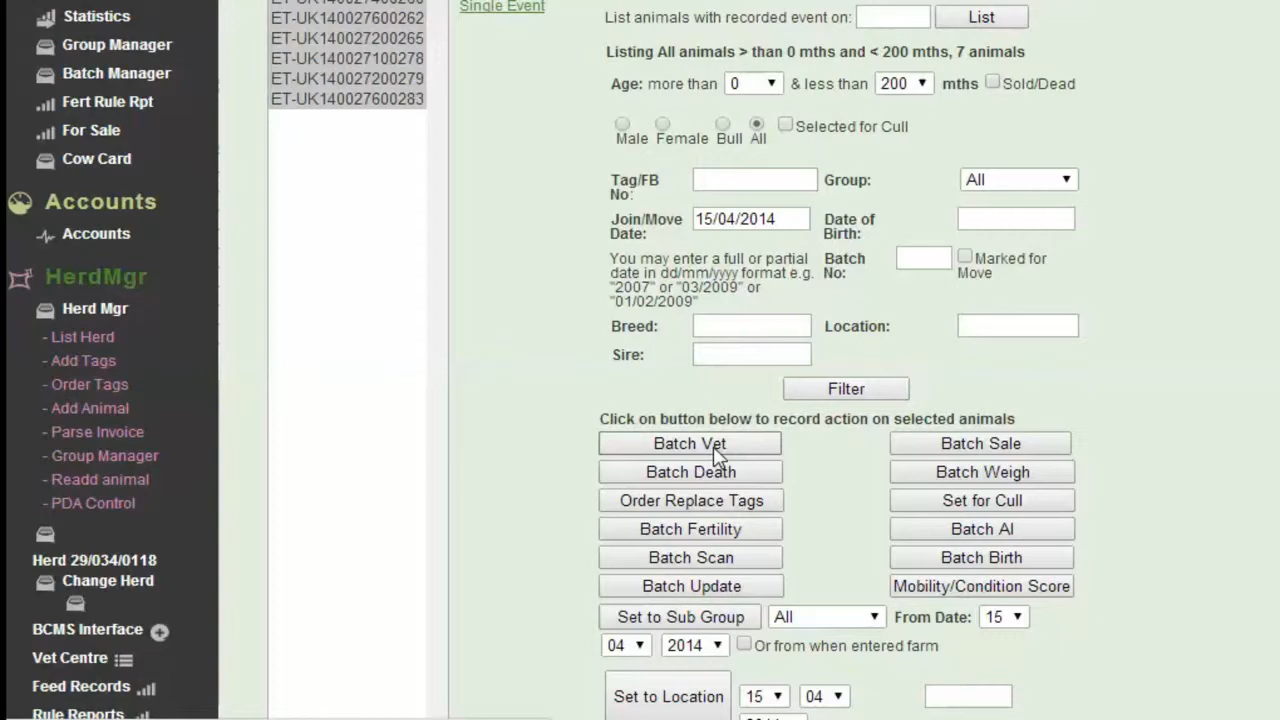 Statistics
Group Manager
Batch Manager
Fert Rule Rpt
For Sale
Cow Card
Accounts
Accounts
HerdMgr
Herd Mgr
- List Herd
- Add Tags
- Order Tags
- Add Animal
- Parse Invoice
- Group Manager
- Readd animal
- PDA Control
Herd 29/034/0118
Change Herd
BCMS Interface
Vet Centre
Feed Records
Rule Reports
ET-UK140027600262
ET-UK140027200265
ET-UK140027100278
ET-UK140027200279
ET-UK140027600283
Single Event
List animals with recorded event on: List
Listing All animals > than 0 mths and < 200 mths, 7 animals
Age: more than 0 & less than 200 mths Sold/Dead
Male Female Bull All Selected for Cull
Tag/FB No: Group: All
Join/Move Date: 15/04/2014 Date of Birth:
You may enter a full or partial
date in dd/mm/yyyy format e.g.
"2007" or "03/2009" or
"01/02/2009"
Batch No: Marked for Move
Breed: Location:
Sire:
Filter
Click on button below to record action on selected animals
Batch Vet Batch Sale
Batch Death Batch Weigh
Order Replace Tags Set for Cull
Batch Fertility Batch AI
Batch Scan Batch Birth
Batch Update Mobility/Condition Score
Set to Sub Group All From Date: 15
04 2014 Or from when entered farm
Set to Location 15 04